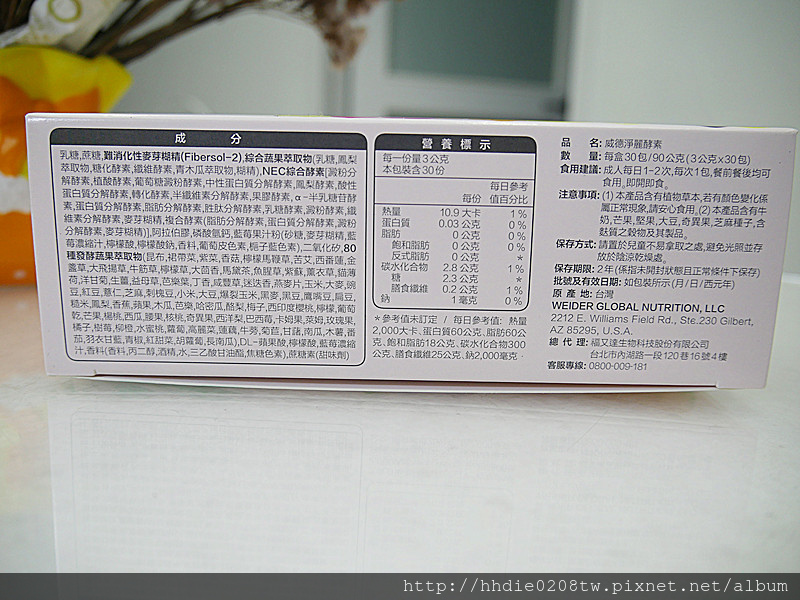 成 分
乳糖,蔗糖,難消化性麥芽糊精(Fibersol-2),綜合蔬果萃取物(乳糖,鳳梨
萃取物,糖化酵素,纖維酵素,青木瓜萃取物,糊精),NEC綜合酵素[澱粉分
解酵素,植酸酵素,葡萄糖澱粉酵素,中性蛋白質分解酵素,鳳梨酵素,酸性
蛋白質分解酵素,轉化酵素,半纖維素分解酵素,果膠酵素,α-半乳糖苷酵
素,蛋白質分解酵素,脂肪分解酵素,胜肽分解酵素,乳糖酵素,澱粉酵素,纖
維素分解酵素,麥芽糊精,複合酵素(脂肪分解酵素,蛋白質分解酵素,澱粉
酵素,麥芽糊精)],阿拉伯膠,磷酸氫鈣,藍莓果汁粉(砂糖,麥芽糊精,藍
莓濃縮汁,檸檬酸,檸檬酸鈉,香料,葡萄皮色素,梔子藍色素),二氧化矽,80
種發酵蔬果萃取物(昆布,裙帶菜,紫菜,香菇,檸檬馬鞭草,苦艾,西番蓮,金
盞草,大飛揚草,牛筋草,檸檬草,大茴香,馬黛茶,魚腥草,紫蘇,薰衣草,貓薄
荷,洋甘菊,生薑,益母草,芭樂葉,丁香,咸豐草,迷迭香,燕麥片,玉米,大麥,豌
豆,紅豆,薏仁,芝麻,刺槐豆,小米,大豆,爆裂玉米,黑麥,黑豆,鷹嘴豆,扁豆,
糙米,鳳梨,香蕉,蘋果,木瓜,芭樂,哈密瓜,酪梨,梅子,西印度櫻桃,檸檬,葡萄
乾,芒果,楊桃,西瓜,腰果,核桃,奇異果,西洋梨,巴西莓,卡姆果,萊姆,玫瑰果,
橘子,甜莓,柳橙,水蜜桃,蘿蔔,高麗菜,蓮藕,牛蒡,菊苣,甘藷,南瓜,木薯,番
茄,羽衣甘藍,青椒,紅甜菜,胡蘿蔔,長南瓜),DL-蘋果酸,檸檬酸,藍莓濃縮
汁,香料(香料,丙二醇,酒精,水,三乙酸甘油酯,焦糖色素),蔗糖素(甜味劑)
營 養 標 示
每一份量3公克
本包裝含30份
每份 每日參考值百分比
熱量 10.9 大卡 1 %
蛋白質 0.03 公克 0 %
脂肪 0 公克 0 %
飽和脂肪 0 公克 0 %
反式脂肪 0 公克 *
碳水化合物 2.8 公克 1 %
糖 2.3 公克 *
膳食纖維 0.2 公克 1 %
鈉 1 毫克 0 %
*參考值未訂定 / 每日參考值: 熱量
2,000大卡、蛋白質60公克、脂肪60公
克、飽和脂肪18公克、碳水化合物300
公克、膳食纖維25公克、鈉2,000毫克。
品 名: 威德淨麗酵素
數 量: 每盒30包/90公克 (3公克x30包)
食用建議: 成人每日1-2次,每次1包,餐前餐後均可
食用。即開即食。
注意事項: (1) 本產品含有植物草本,若有顏色變化係
屬正常現象,請安心食用。(2) 本產品含有牛
奶,芒果,堅果,大豆,奇異果,芝麻種子,含
麩質之穀物及其製品。
保存方式: 請置於兒童不易拿取之處,避免光照並存
放於陰涼乾燥處。
保存期限: 2 年 (係指未開封狀態且正常條件下保存)
批號及有效日期: 如包裝所示 (月/日/西元年)
原 產 地: 台灣
WEIDER GLOBAL NUTRITION, LLC
2212 E. Williams Field Rd., Ste.230 Gilbert,
AZ 85295, U.S.A.
總 代 理: 福又達生物科技股份有限公司
台北市內湖路一段120巷16號4樓
客服專線: 0800-009-181
http://hhdie0208tw.pixnet.net/album